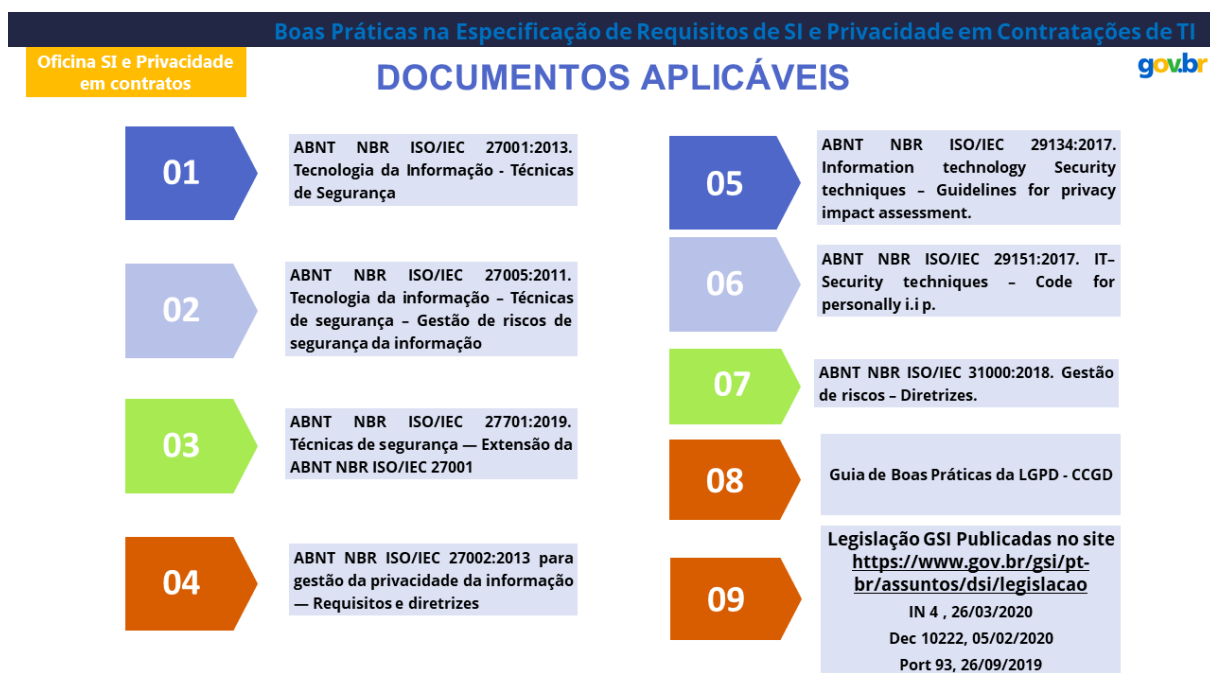 Boas Práticas na Especificação de Requisitos de SI e Privacidade em Contratações de TI
Oficina SI e Privacidade
em contratos
DOCUMENTOS APLICÁVEIS
gov.br
01
ABNT NBR ISO/IEC 27001:2013.
Tecnologia da Informação - Técnicas
de Segurança
02
ABNT NBR ISO/IEC 27005:2011.
Tecnologia da informação – Técnicas
de segurança – Gestão de riscos de
segurança da informação
03
ABNT NBR ISO/IEC 27701:2019.
Técnicas de segurança — Extensão da
ABNT NBR ISO/IEC 27001
04
ABNT NBR ISO/IEC 27002:2013 para
gestão da privacidade da informação
— Requisitos e diretrizes
05
ABNT NBR ISO/IEC 29134:2017.
Information technology Security
techniques – Guidelines for privacy
impact assessment.
06
ABNT NBR ISO/IEC 29151:2017. IT–
Security techniques – Code for
personally i.i p.
07
ABNT NBR ISO/IEC 31000:2018. Gestão
de riscos – Diretrizes.
08
Guia de Boas Práticas da LGPD - CCGD
09
Legislação GSI Publicadas no site
https://www.gov.br/gsi/pt-
br/assuntos/dsi/legislacao
IN 4 , 26/03/2020
Dec 10222, 05/02/2020
Port 93, 26/09/2019